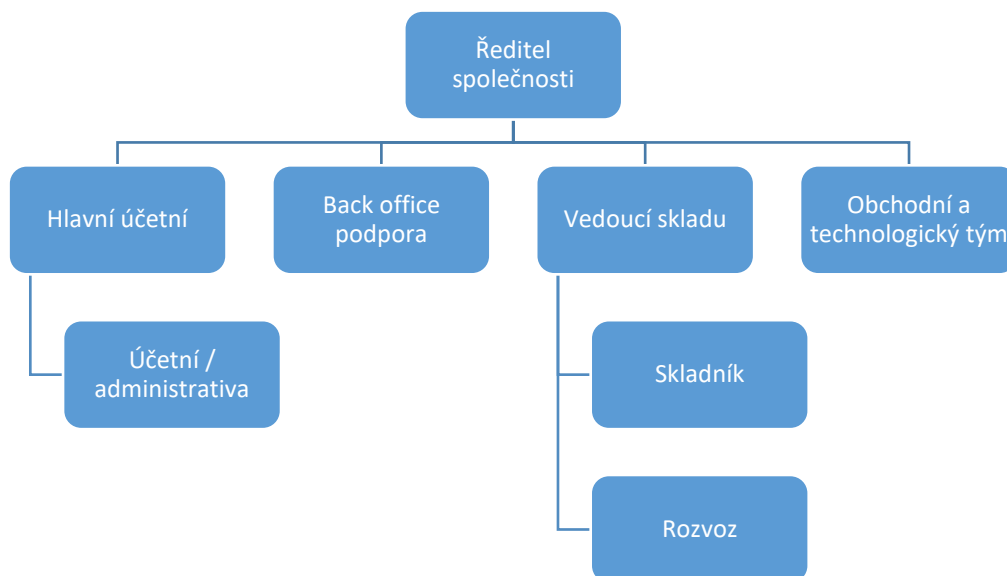 Ředitel
společnosti
Hlavní účetní
Back office
podpora
Vedoucí skladu
Obchodní a
technologický tým
Účetní /
administrativa
Skladník
Rozvoz